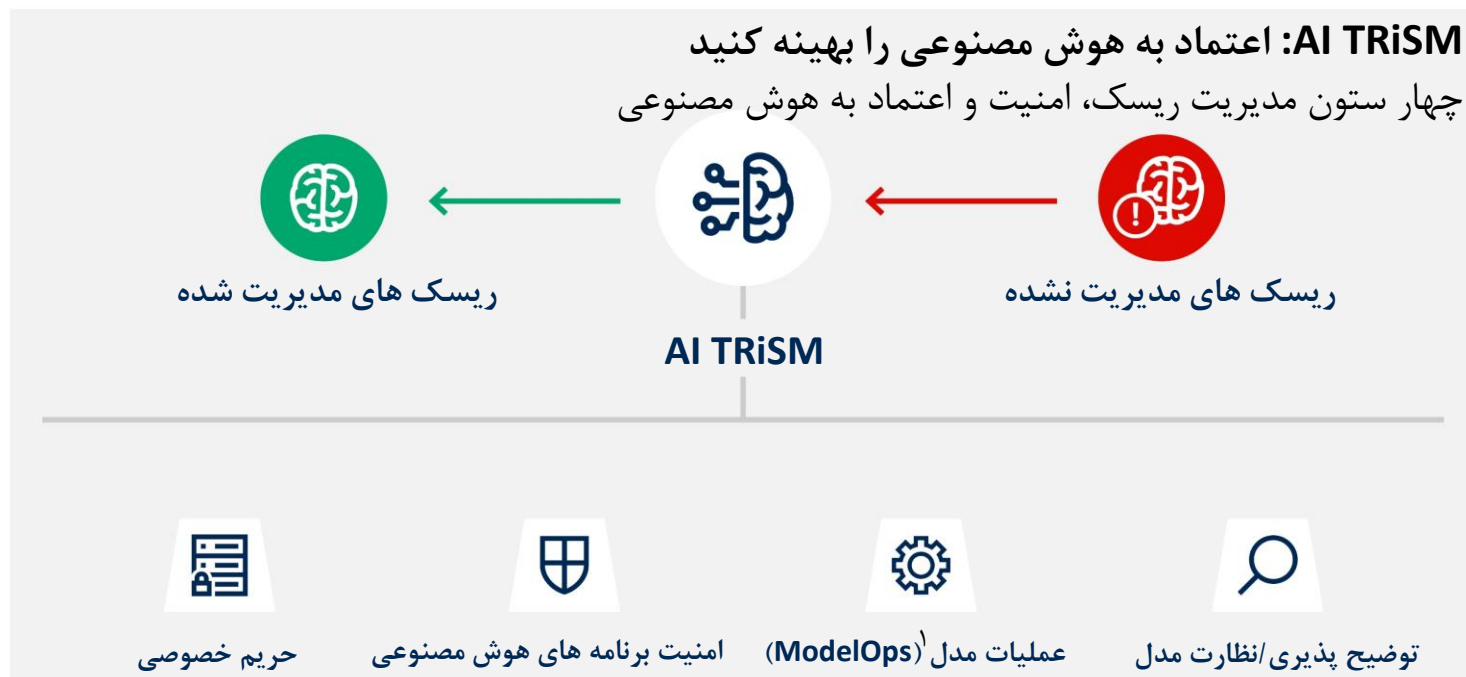 AI TRiSM: اعتماد به هوش مصنوعی را بهینه کنید
چهار ستون مدیریت ریسک، امنیت و اعتماد به هوش مصنوعی
ریسک های مدیریت نشده
ریسک های مدیریت شده
AI TRiSM
توضیح پذیری/نظارت مدل
عملیات مدل۱(ModelOps)
امنیت برنامه های هوش مصنوعی
حریم خصوصی